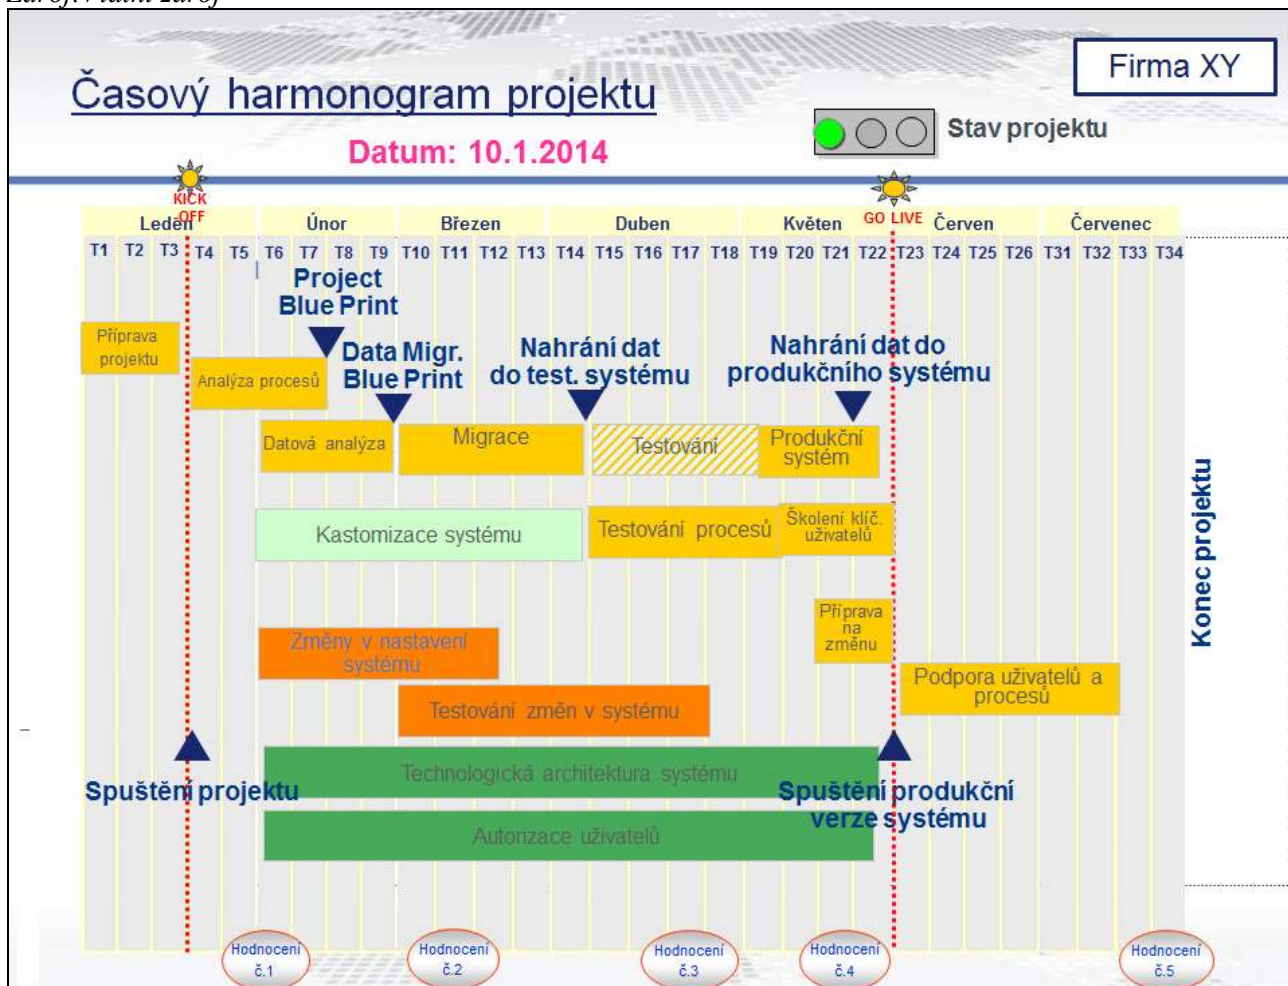 Zdroj: vlastní zdroj
Firma XY
Časový harmonogram projektu
Stav projektu
Datum: 10.1.2014
KICK
OFF
GO LIVE
Leden Únor Březen Duben Květen Červen Červenec
T1 T2 T3 T4 T5 T6 T7 T8 T9 T10 T11 T12 T13 T14 T15 T16 T17 T18 T19 T20 T21 T22 T23 T24 T25 T26 T31 T32 T33 T34
Project
Blue Print
Příprava
projektu
Data Migr.
Blue Print
Nahrání dat
do test. systému
Nahrání dat do
produkčního systému
Analýza procesů
Datová analýza
Migrace
Testování
Produkční
systém
Kastomizace systému
Testování procesů
Školení klíč.
uživatelů
Konec projektu
Příprava
na
změnu
Změny v nastavení
systému
Podpora uživatelů a
procesů
Testování změn v systému
Technologická architektura systému
Spuštění projektu
Spuštění produkční
verze systému
Autorizace uživatelů
Hodnocení
č.1
Hodnocení
č.2
Hodnocení
č.3
Hodnocení
č.4
Hodnocení
č.5